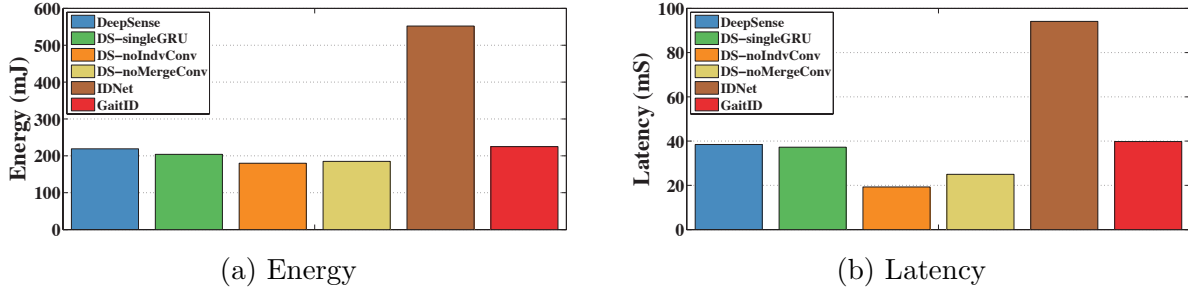 600
500
400
300
200
100
0
Energy (mJ)
DeepSense
DS-singleGRU
DS-noIndvConv
DS-noMergeConv
IDNet
GaitID
(a) Energy
100
80
60
40
20
0
Latency (mS)
DeepSense
DS-singleGRU
DS-noIndvConv
DS-noMergeConv
IDNet
GaitID
(b) Latency